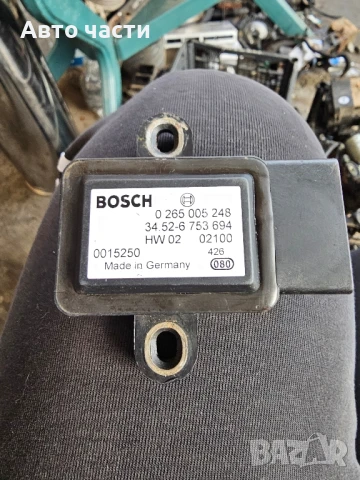 Авто части
BOSCH
0 265 005 248
34.52-6 753 694
HW 02 02100
0015250 426
Made in Germany 080
BAZAR